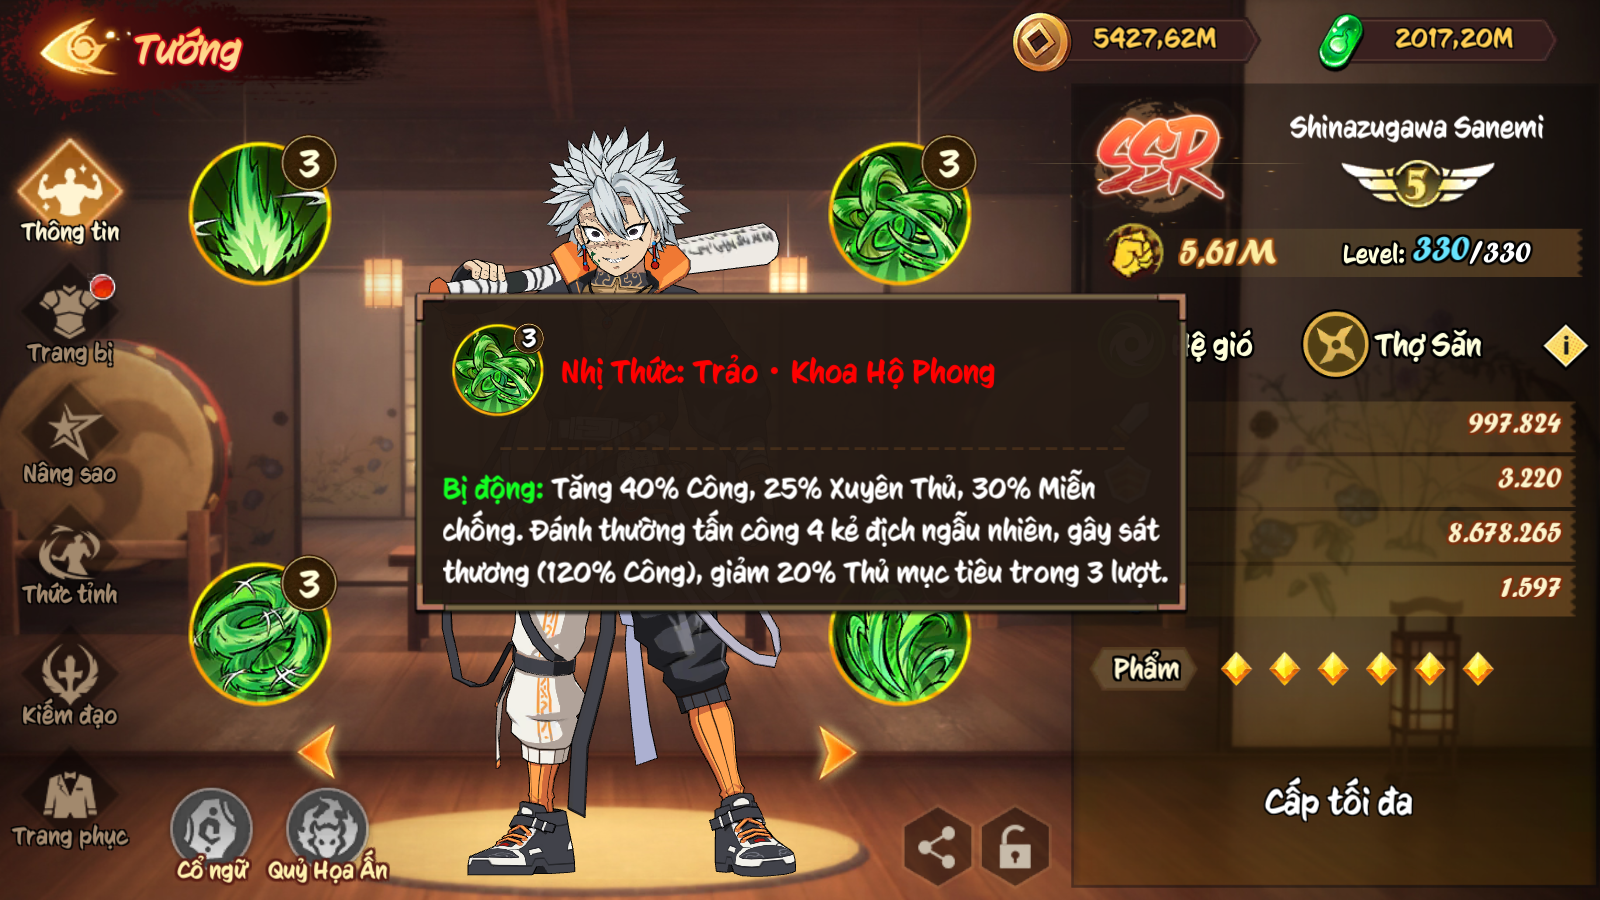 Tướng
5427,62M
2017,20M
SSR
Shinazugawa Sanemi
5
5,61M
Level: 330/330
Thông tin
3
3
Trang bị
3
Nhị Thức: Trảo · Khoa Hộ Phong
ệ gió
Thợ Săn
i
997.824
3.220
8.678.265
1.597
Bị động: Tăng 40% Công, 25% Xuyên Thủ, 30% Miễn
chống. Đánh thường tấn công 4 kẻ địch ngẫu nhiên, gây sát
thương (120% Công), giảm 20% Thủ mục tiêu trong 3 lượt.
Nâng sao
Thức tỉnh
3
Kiếm đạo
Phẩm
Trang phục
Cổ ngữ
Quỷ Họa Ấn
Cấp tối đa